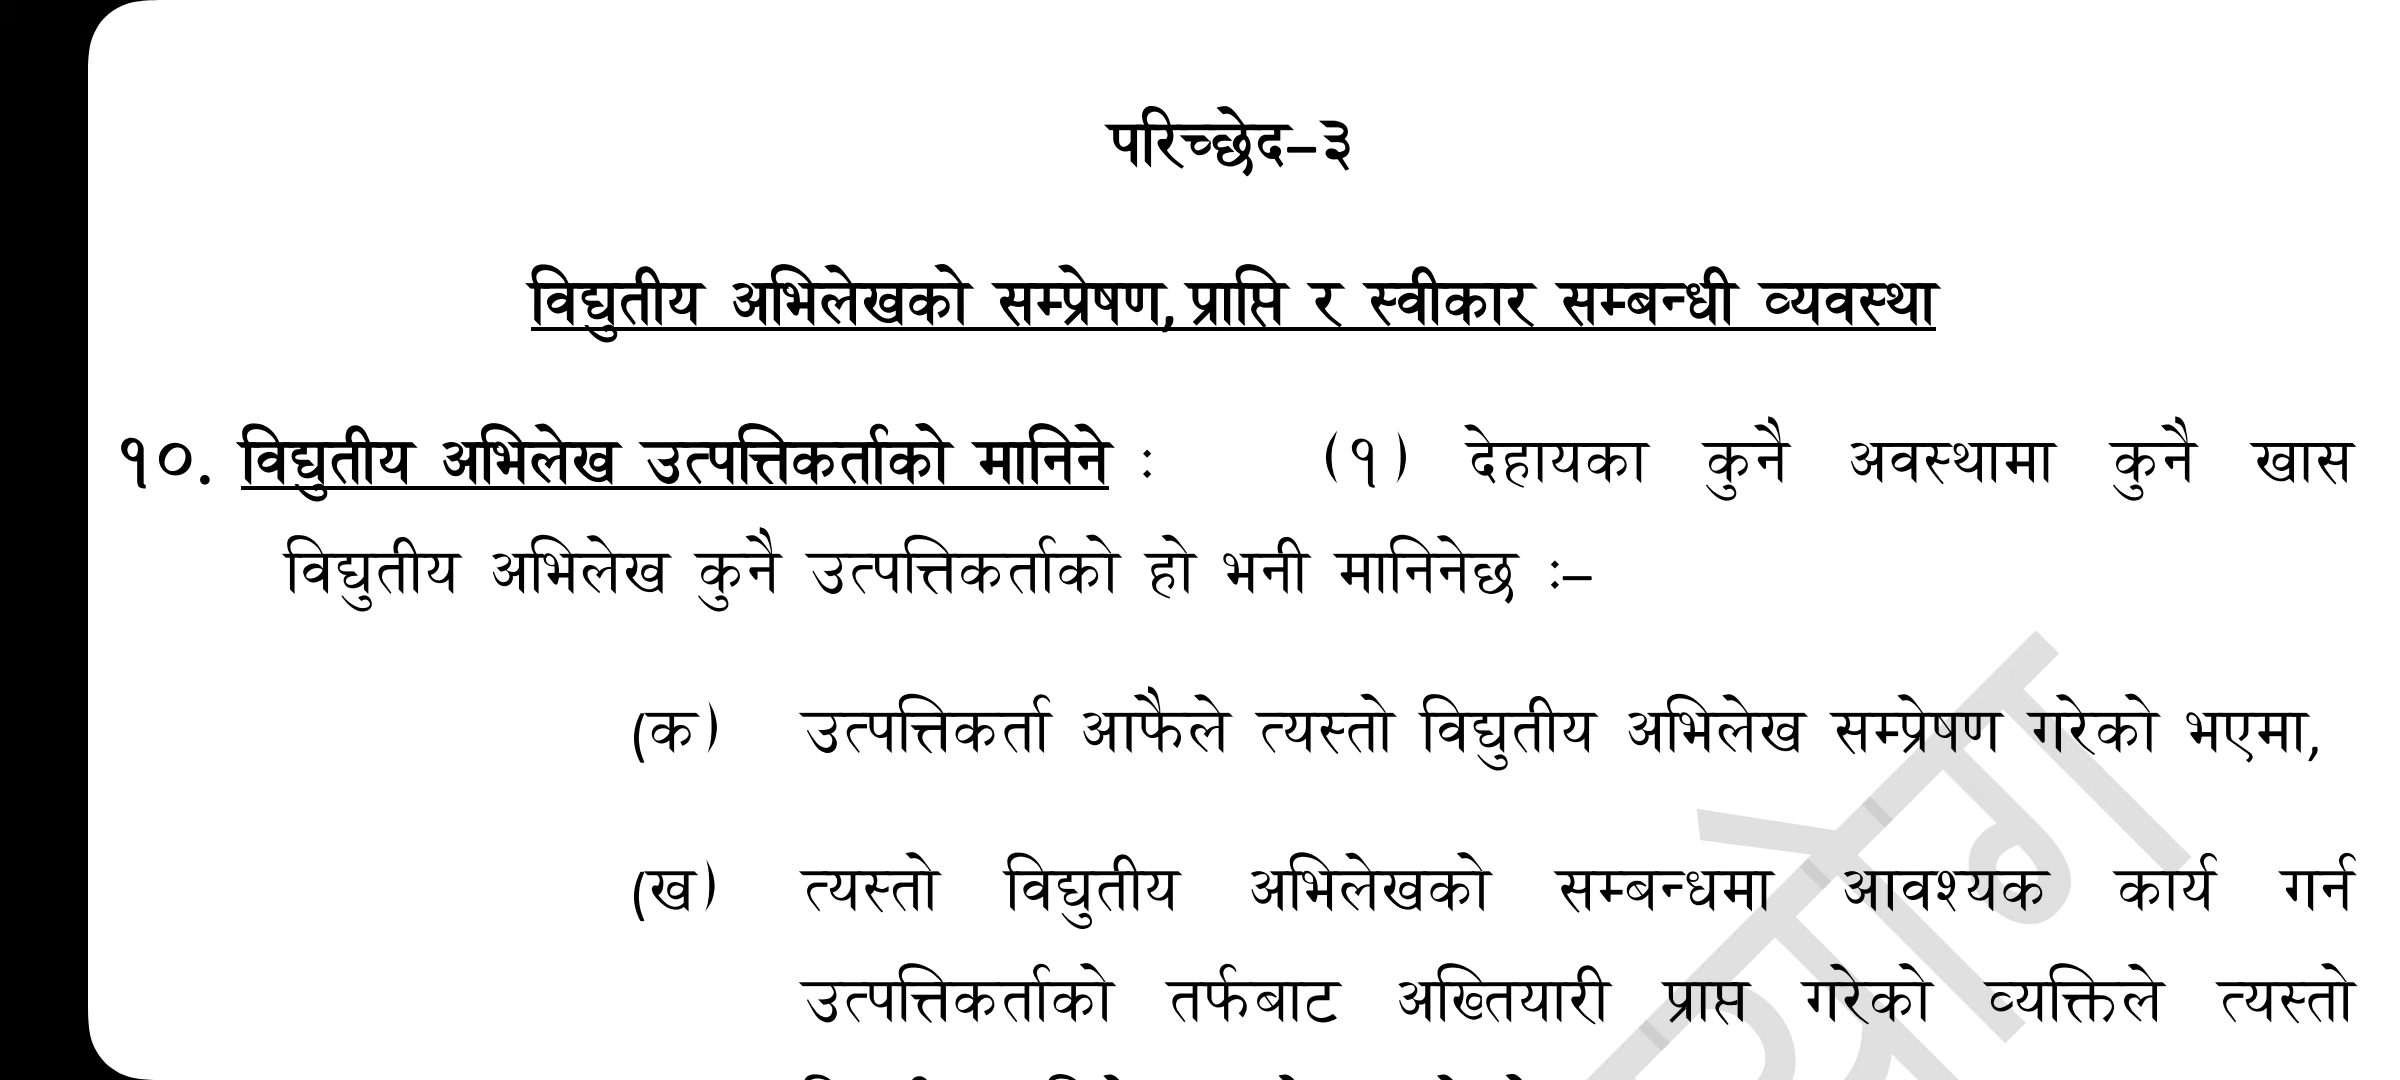 परिच्छेद–३
विद्युतीय अभिलेखको सम्प्रेषण, प्राप्ति र स्वीकार सम्बन्धी व्यवस्था
१०. विद्युतीय अभिलेख उत्पत्तिकर्ताको मानिने : (१) देहायका कुनै अवस्थामा कुनै खास
विद्युतीय अभिलेख कुनै उत्पत्तिकर्ताको हो भनी मानिनेछ :–
(क) उत्पत्तिकर्ता आफैले त्यस्तो विद्युतीय अभिलेख सम्प्रेषण गरेको भएमा,
(ख) त्यस्तो विद्युतीय अभिलेखको सम्बन्धमा आवश्यक कार्य गर्न
उत्पत्तिकर्ताको तर्फबाट अख्तियारी प्राप्त गरेको व्यक्तिले त्यस्तो